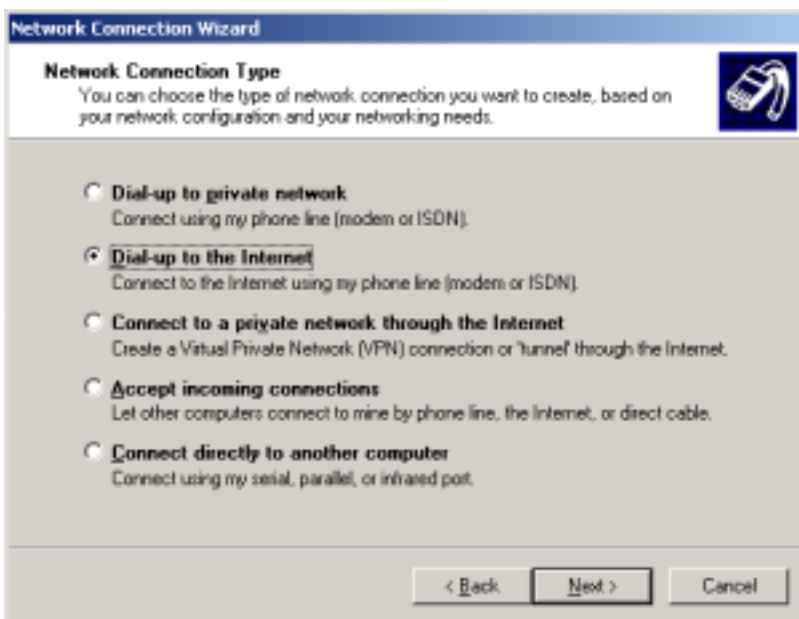 Network Connection Wizard
Network Connection Type
You can choose the type of network connection you want to create, based on
your network configuration and your networking needs.
Dial-up to private network
Connect using my phone line (modem or ISDN).
Dial-up to the Internet
Connect to the Internet using my phone line (modem or ISDN).
Connect to a private network through the Internet
Create a Virtual Private Network (VPN) connection or 'tunnel' through the Internet.
Accept incoming connections
Let other computers connect to mine by phone line, the Internet, or direct cable.
Connect directly to another computer
Connect using my serial, parallel, or infrared port.
< Back Next > Cancel